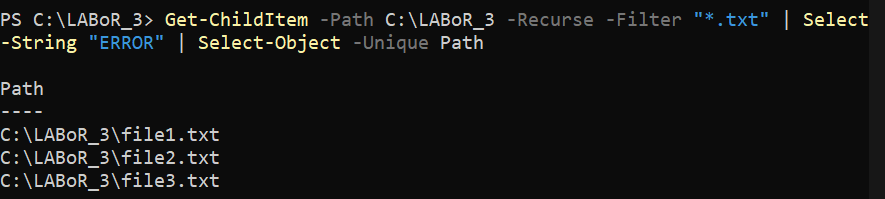 PS C:\LABoR_3> Get-ChildItem -Path C:\LABoR_3 -Recurse -Filter "*.txt" | Select
-String "ERROR" | Select-Object -Unique Path
Path
----
C:\LABoR_3\file1.txt
C:\LABoR_3\file2.txt
C:\LABoR_3\file3.txt